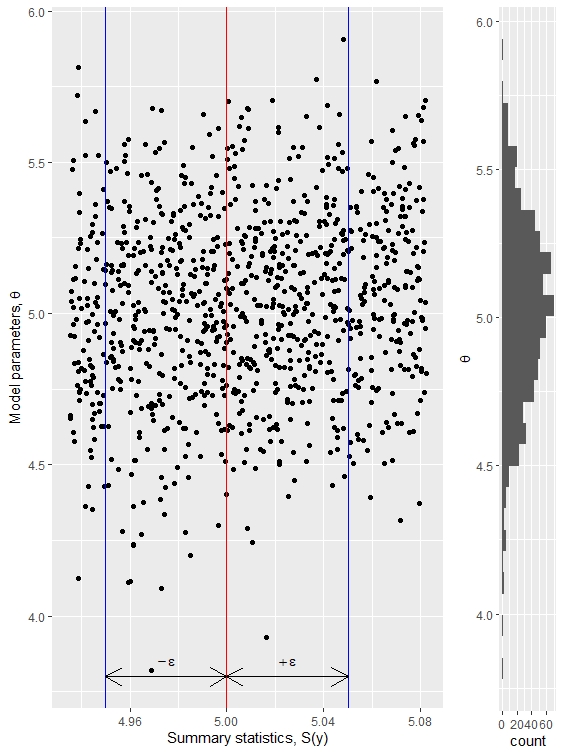 6.0
5.5
5.0
4.5
4.0
Model parameters, θ
−ε
+ε
4.96
5.00
5.04
5.08
Summary statistics, S(y)
6.0
5.5
5.0
4.5
4.0
θ
0 204060
count